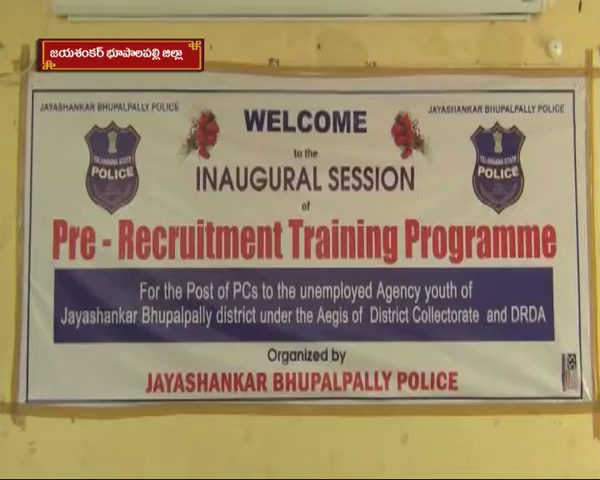 జయశంకర్ భూపాలపల్లి జిల్లా
JAYASHANKAR BHUPALPALLY POLICE
JAYASHANKAR BHUPALPALLY POLICE
WELCOME
to the
TELANGANA STATE
POLICE
TELANGANA STATE
POLICE
INAUGURAL SESSION
of
Pre - Recruitment Training Programme
For the Post of PCs to the unemployed Agency youth of
Jayashankar Bhupalpally district under the Aegis of District Collectorate and DRDA
Organized by
JAYASHANKAR BHUPALPALLY POLICE